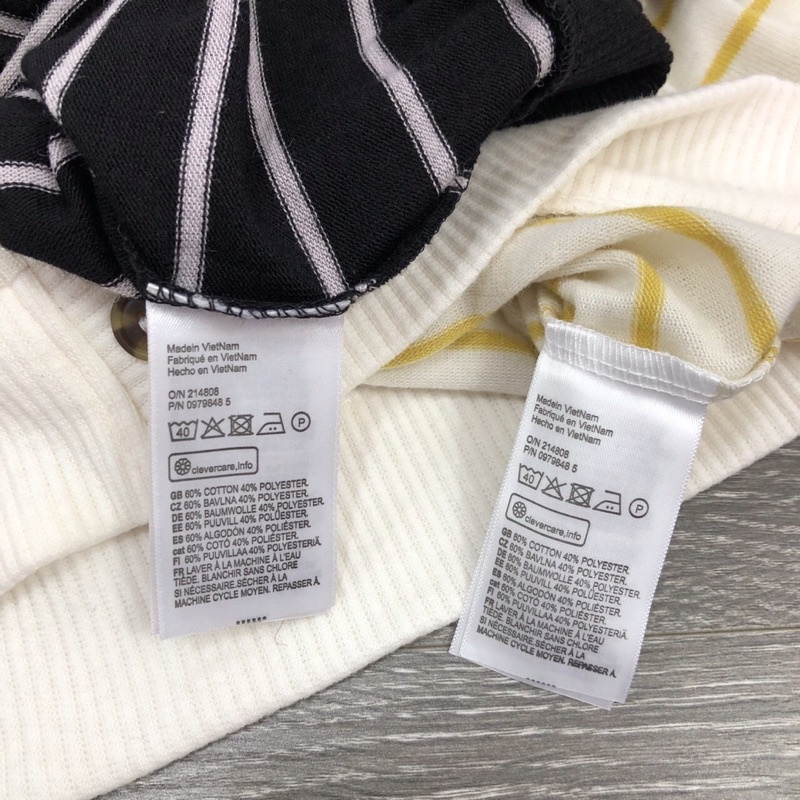 Madein VietNam
Fabriqué en VietNam
Hecho en VietNam
O/N 214808
P/N 0979848 5
40
P
clevercare,info
GB 60% COTTON 40% POLYESTER.
CZ 60% BAVLNA 40% POLYESTER.
DE 60% BAUMWOLLE 40% POLYESTER.
EE 60% PUUVILL 40% POLÜESTER.
ES 60% ALGODÓN 40% POLIÉSTER.
cat 60% COTÓ 40% POLIÉSTER.
FI 60% PUUVILLAA 40% POLYESTERIÄ.
FR LAVER À LA MACHINE À L'EAU
TIÈDE. BLANCHIR SANS CHLORE
SI NÉCESSAIRE.SÉCHER À LA
MACHINE CYCLE MOYEN. REPASSER À.
Madein VietNam
Fabriqué en VietNam
Hecho en VietNam
O/N 214808
P/N 0979848 5
40
P
clevercare,info
GB 60% COTTON 40% POLYESTER.
CZ 60% BAVLNA 40% POLYESTER.
DE 60% BAUMWOLLE 40% POLYESTER.
EE 60% PUUVILL 40% POLÜESTER.
ES 60% ALGODÓN 40% POLIÉSTER.
cat 60% COTÓ 40% POLIÉSTER.
FI 60% PUUVILLAA 40% POLYESTERIÄ.
FR LAVER À LA MACHINE À L'EAU
TIÈDE. BLANCHIR SANS CHLORE
SI NÉCESSAIRE.SÉCHER À LA
MACHINE CYCLE MOYEN. REPASSER À.